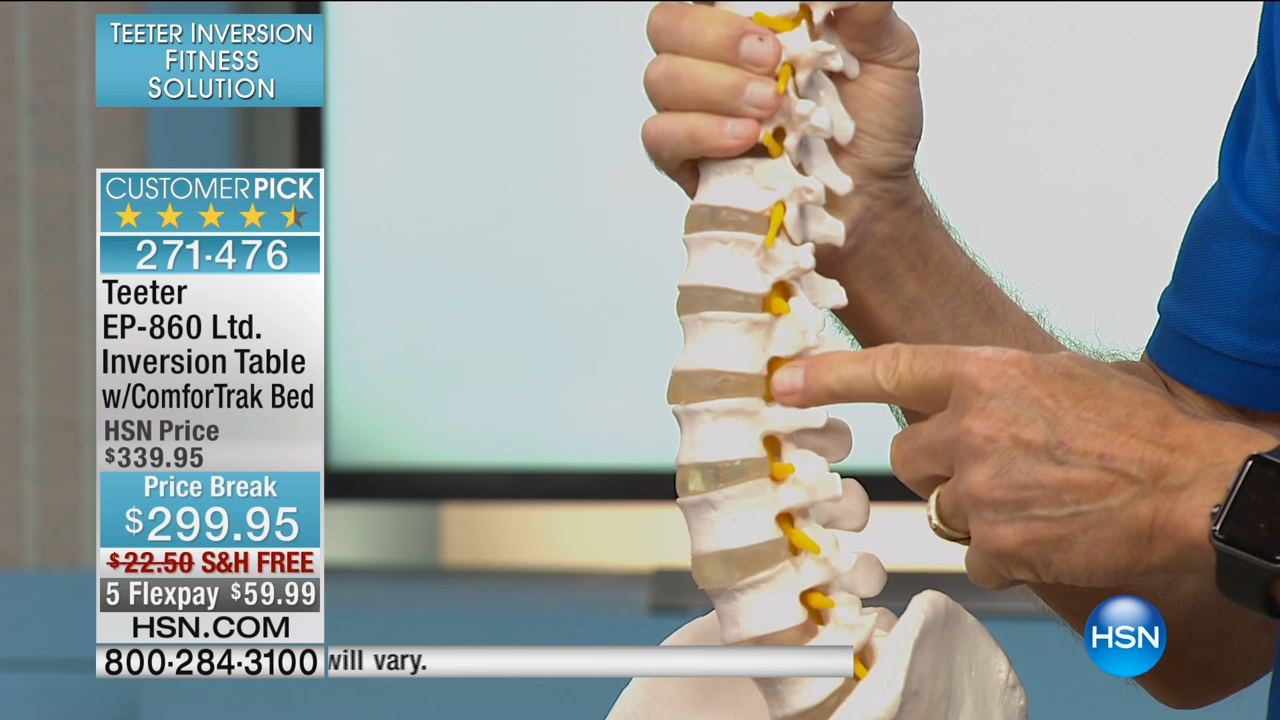 TEETER INVERSION
FITNESS
SOLUTION
CUSTOMER PICK
271·476
Teeter
EP-860 Ltd.
Inversion Table
w/ComforTrak Bed
HSN Price
$339.95
Price Break
$299.95
$22.50 S&H FREE
5 Flexpay $59.99
HSN.COM
800·284·3100
will vary.
HSN